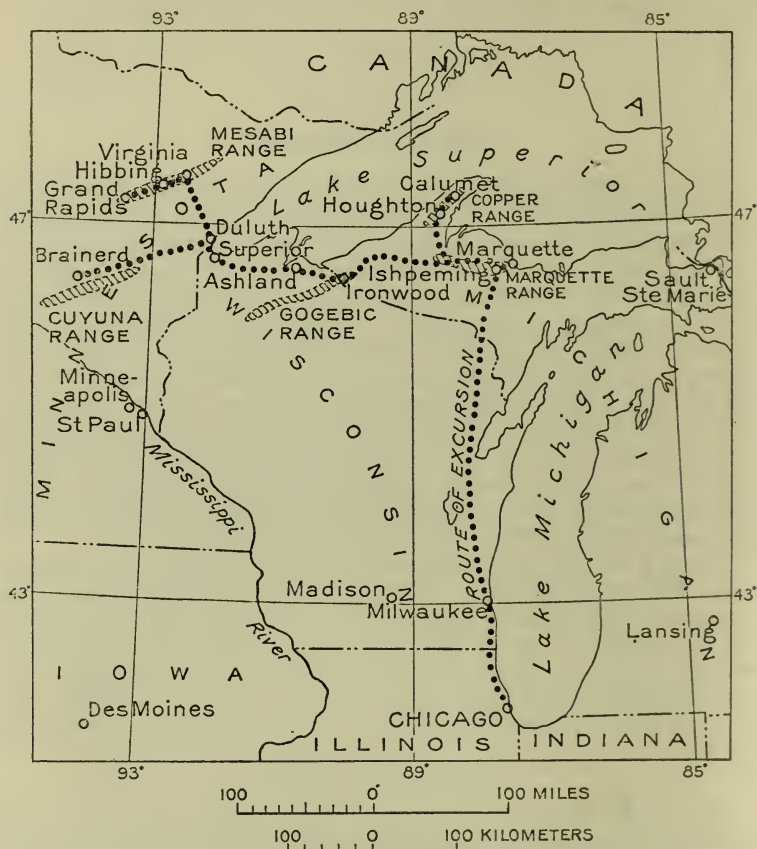 93° 89° 85°
CANADA
MESABI
RANGE
Virginia
Hibbing
Grand
Rapids
Lake Superior
Calumet
Houghton
COPPER
RANGE
47° 47°
Duluth
Superior
Brainerd
Ashland
Ishpeming
Marquette
MARQUETTE
RANGE
Ironwood
Sault
Ste Marie
CUYUNA
RANGE
GOGEBIC
RANGE
MINNESOTA
WISCONSIN
MICHIGAN
Minne-
apolis
St Paul
Mississippi
River
ROUTE OF EXCURSION
Lake Michigan
43° 43°
Madison
Milwaukee
Lansing
IOWA
Des Moines
CHICAGO
ILLINOIS INDIANA
93° 89° 85°
100 0 100 MILES
100 0 100 KILOMETERS